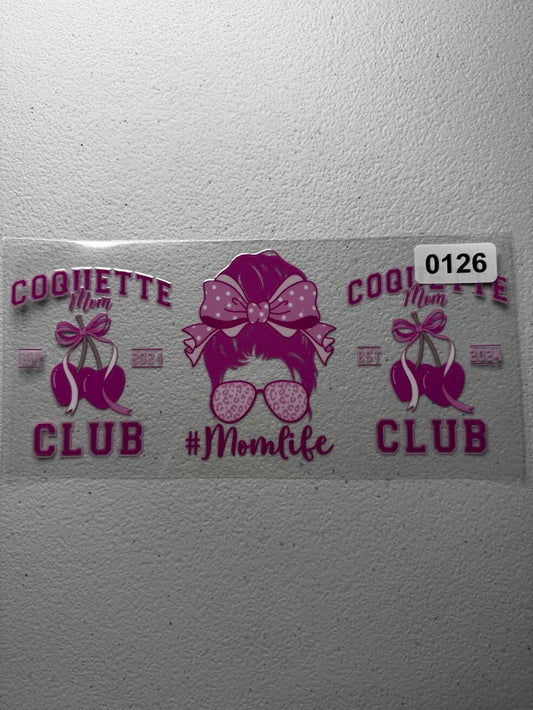 COQUETTE
Mom
EST 2024
CLUB
#Momlife
0126
COQUETTE
Mom
EST 2024
CLUB